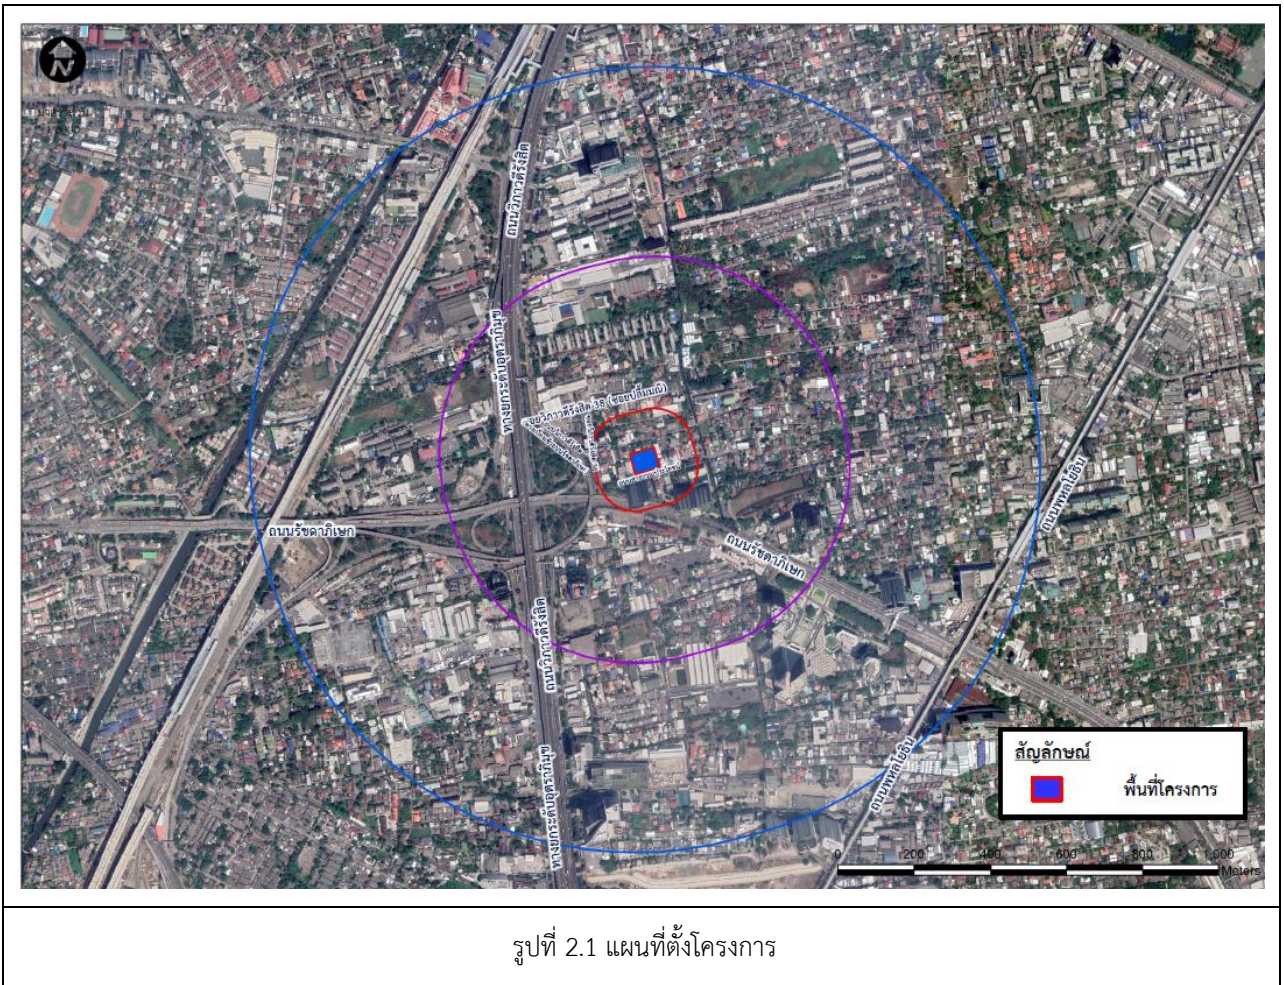 N
ถนนวิภาวดีรังสิต
ทางยกระดับอุตราภิมุข
ซอยวิภาวดีรังสิต 38 (ซอยปลื้มมณี)
ถนนรัชดาภิเษก
ถนนรัชดาภิเษก
ถนนพหลโยธิน
ถนนวิภาวดีรังสิต
ทางยกระดับอุตราภิมุข
ถนนพหลโยธิน
สัญลักษณ์
พื้นที่โครงการ
0 200 400 600 800 1,000
Meters
รูปที่ 2.1 แผนที่ตั้งโครงการ